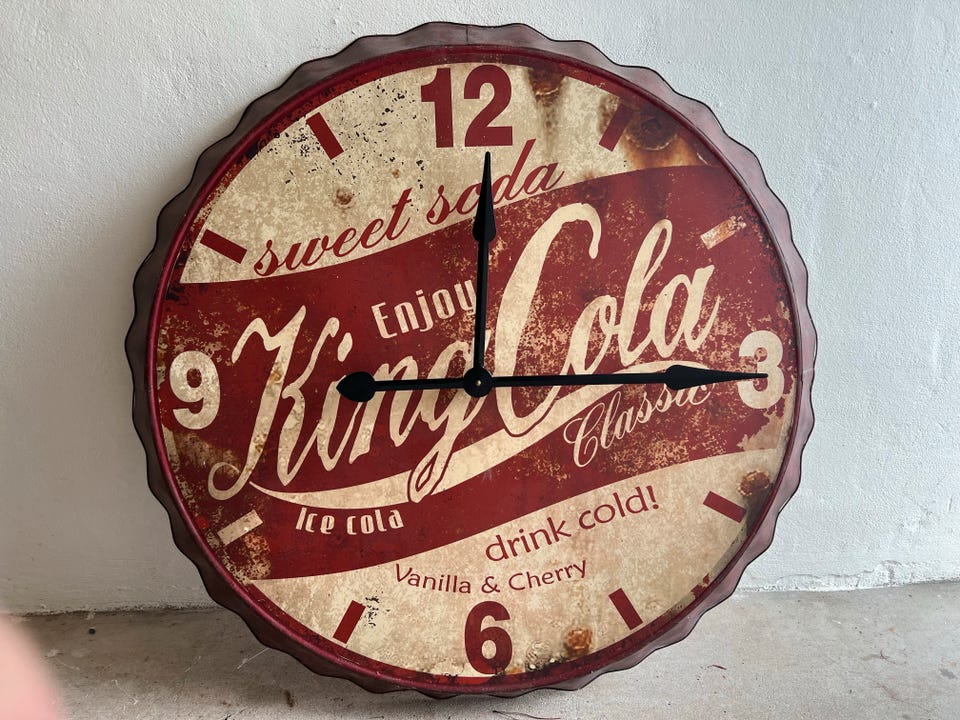 12
sweet soda
Enjoy
King Cola
9
3
Classic
Ice cola
drink cold!
Vanilla & Cherry
6